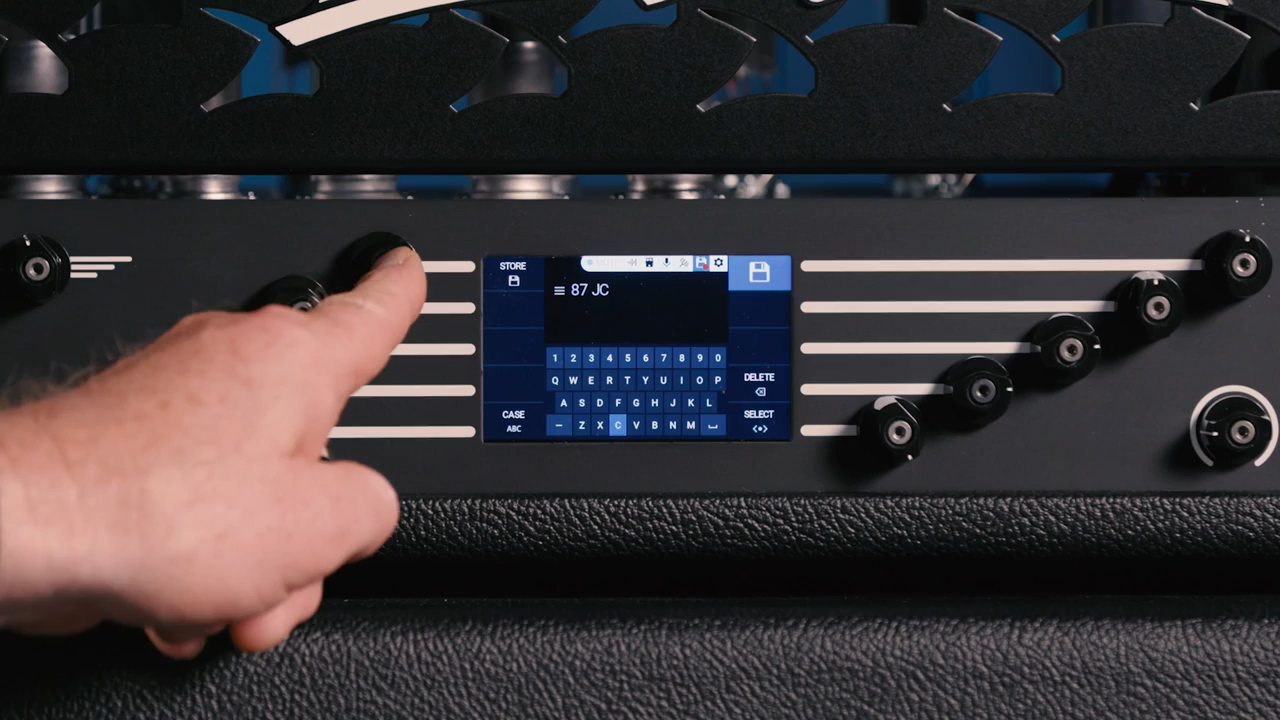 STORE
87 JC
1 2 3 4 5 6 7 8 9 0
Q W E R T Y U I O P
A S D F G H J K L
- Z X C V B N M
CASE
ABC
DELETE
SELECT